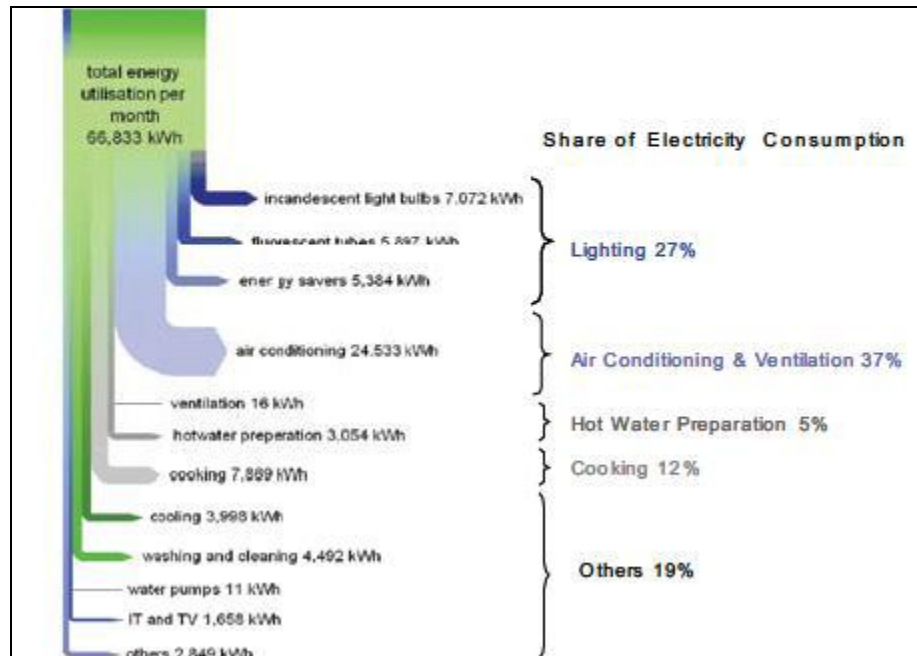 total energy
utilisation per
month
66,833 kWh
Share of Electricity Consumption
incandescent light bulbs 7,072 kWh
fluorescent tubes 5,897 kWh
energy savers 5,384 kWh
Lighting 27%
air conditioning 24.533 kWh
Air Conditioning & Ventilation 37%
ventilation 16 kWh
hotwater preperation 3,054 kWh
Hot Water Preparation 5%
cooking 7,869 kWh
Cooking 12%
cooling 3,998 kWh
washing and cleaning 4,492 kWh
Others 19%
water pumps 11 kWh
IT and TV 1,658 kWh
others 2,849 kWh